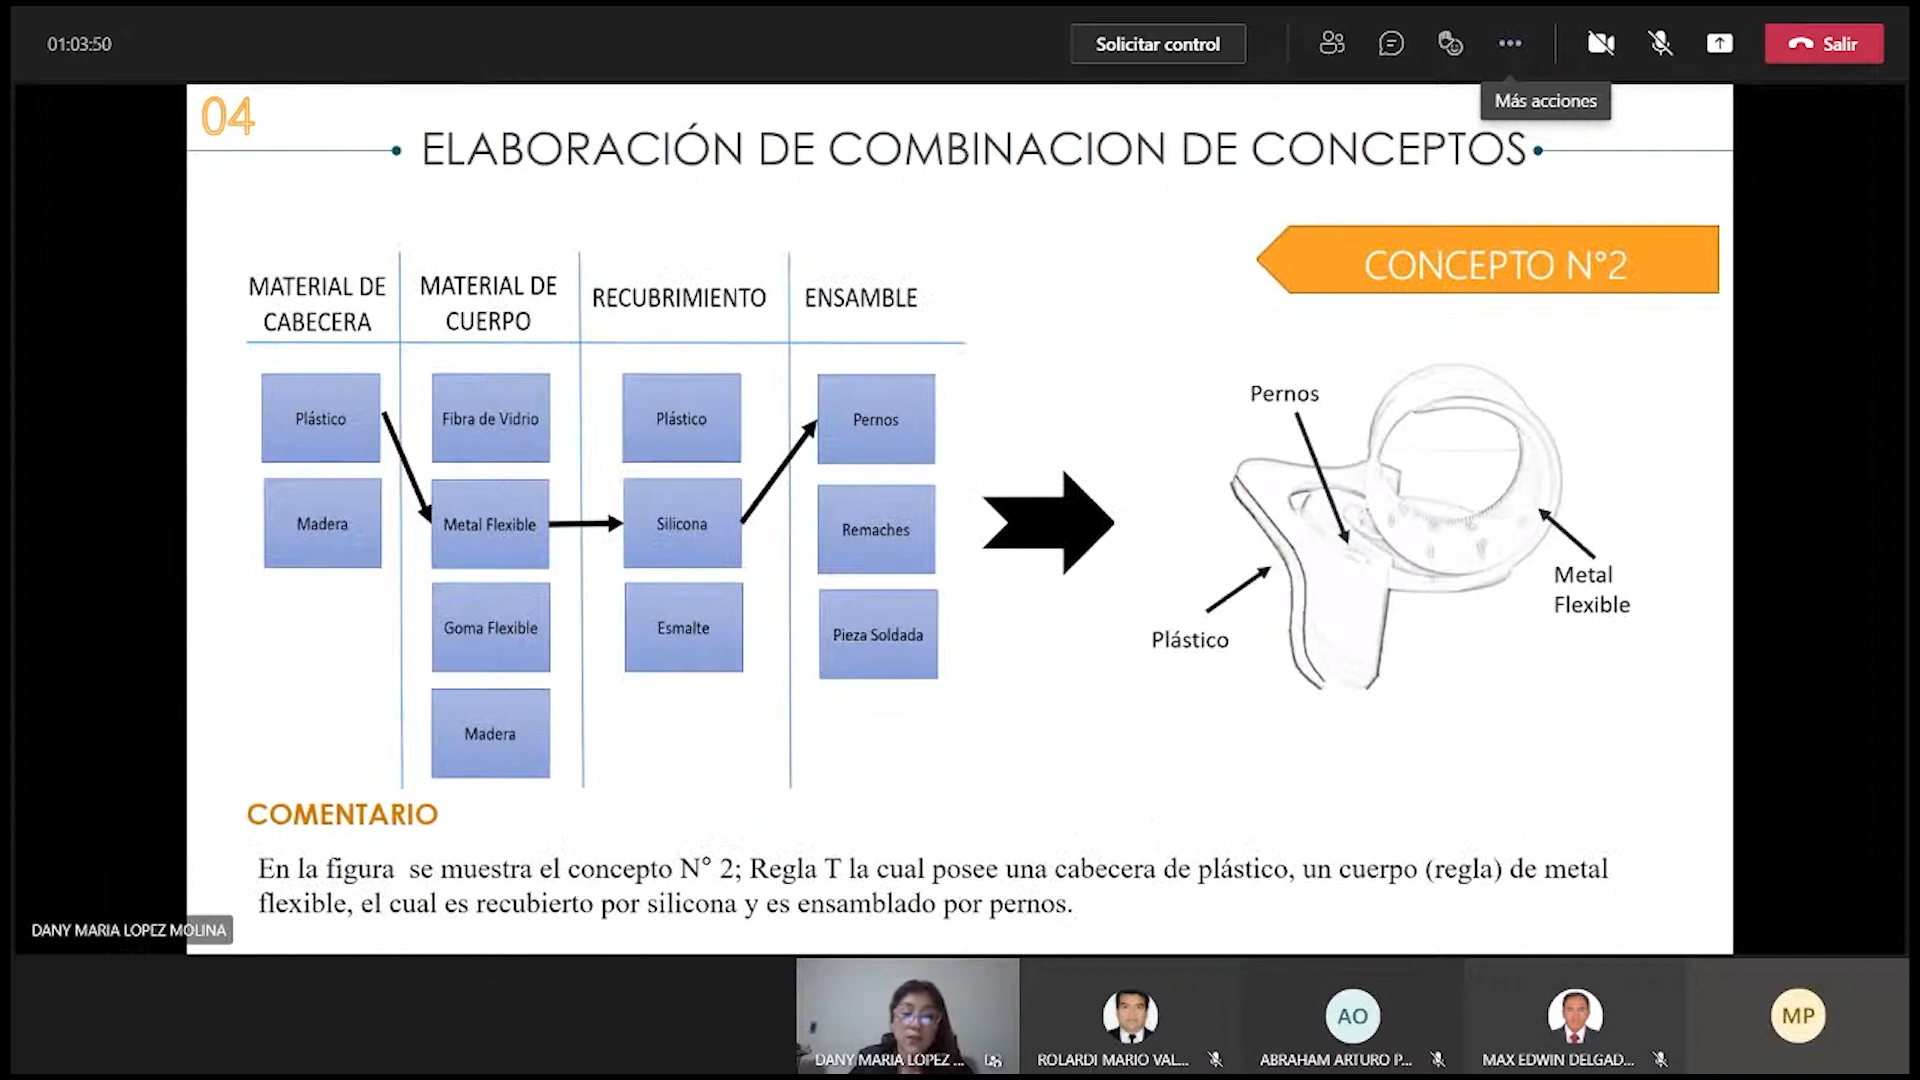 01:03:50
Solicitar control
Salir
Más acciones
04
ELABORACIÓN DE COMBINACION DE CONCEPTOS
CONCEPTO N°2
MATERIAL DE
CABECERA
MATERIAL DE
CUERPO
RECUBRIMIENTO
ENSAMBLE
Plástico
Fibra de Vidrio
Plástico
Pernos
Madera
Metal Flexible
Silicona
Remaches
Goma Flexible
Esmalte
Pieza Soldada
Madera
Pernos
Metal
Flexible
Plástico
COMENTARIO
En la figura se muestra el concepto N° 2; Regla T la cual posee una cabecera de plástico, un cuerpo (regla) de metal
flexible, el cual es recubierto por silicona y es ensamblado por pernos.
DANY MARIA LOPEZ MOLINA
DANY MARIA LOPEZ ...
ROLARDI MARIO VAL...
AO
ABRAHAM ARTURO P...
MAX EDWIN DELGAD...
MP